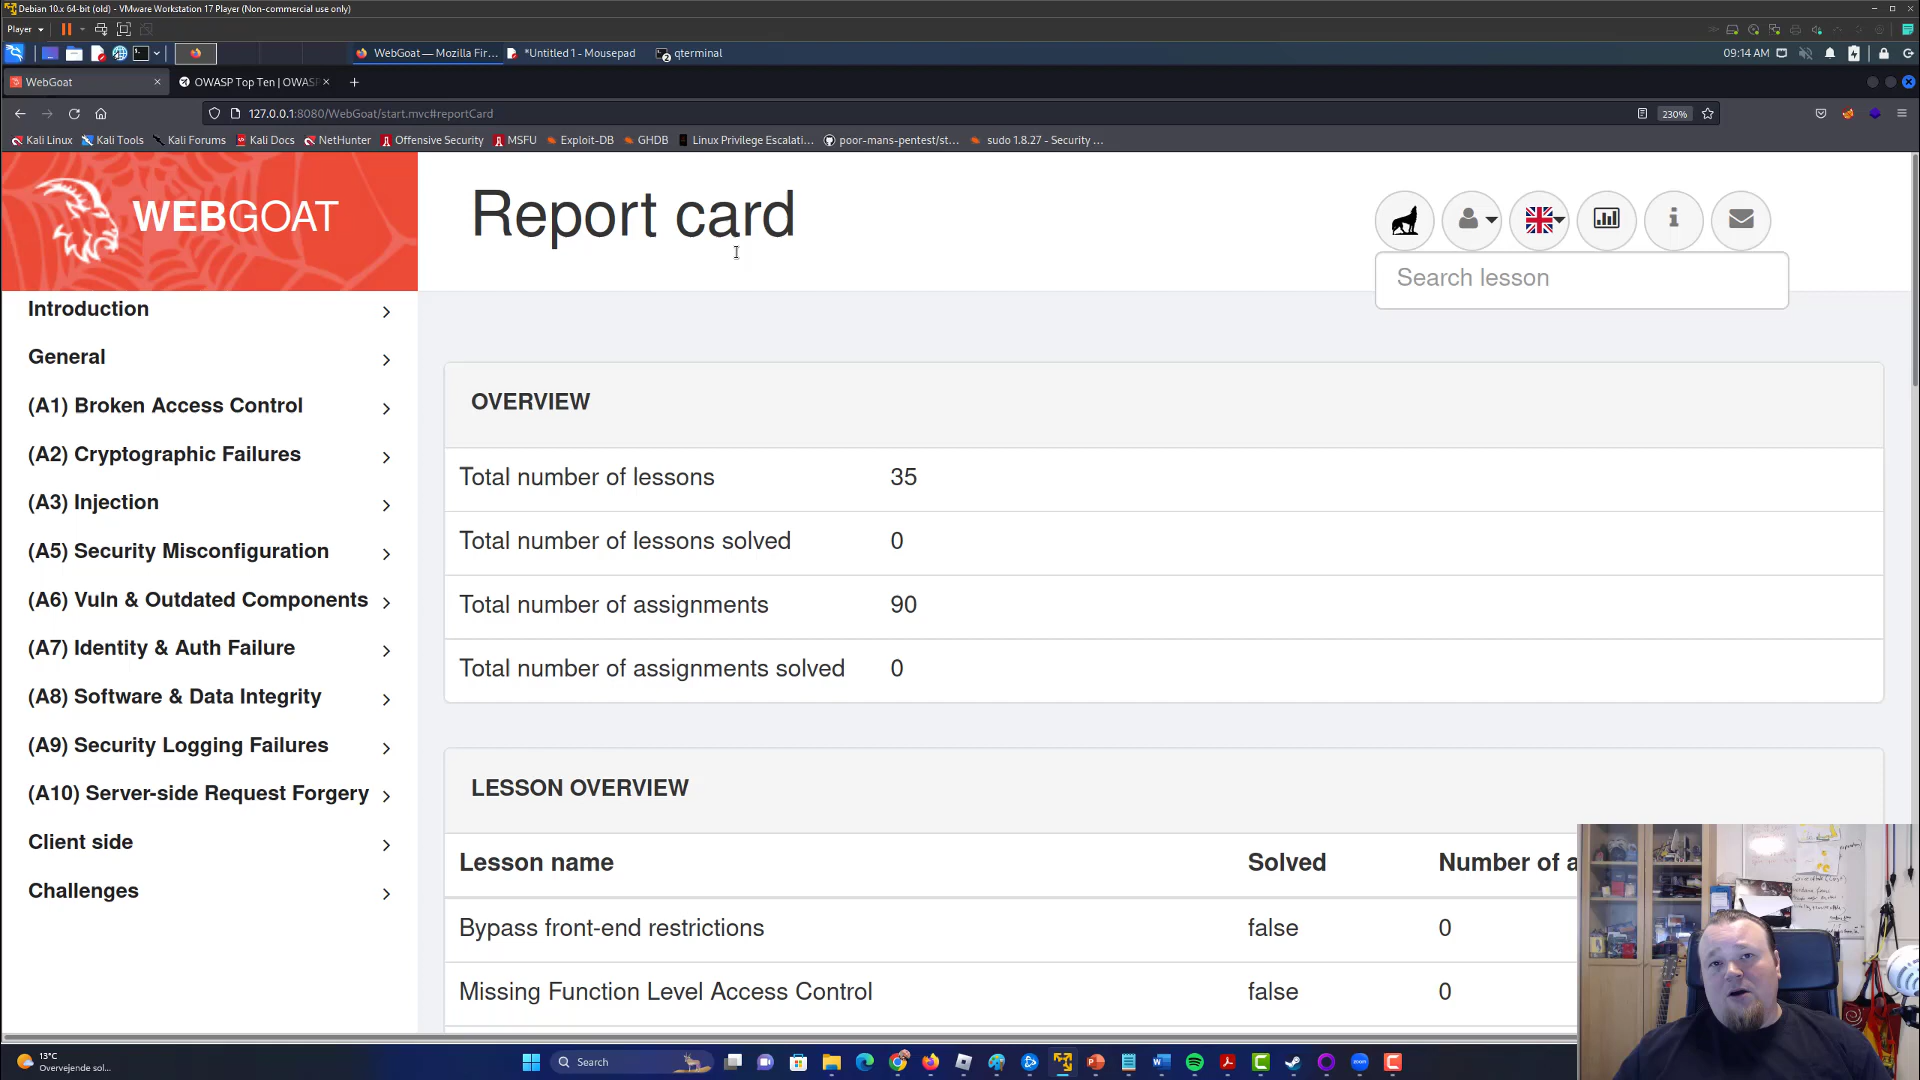 Debian 10.x 64-bit (old) - VMware Workstation 17 Player (Non-commercial use only)
Player
WebGoat — Mozilla Fir...
*Untitled 1 - Mousepad
2 qterminal
09:14 AM
WebGoat
OWASP Top Ten | OWASP
127.0.0.1:8080/WebGoat/start.mvc#reportCard
230%
Kali Linux
Kali Tools
Kali Forums
Kali Docs
NetHunter
Offensive Security
MSFU
Exploit-DB
GHDB
Linux Privilege Escalati...
poor-mans-pentest/st...
sudo 1.8.27 - Security ...
WEBGOAT
Report card
Search lesson
Introduction
General
(A1) Broken Access Control
(A2) Cryptographic Failures
(A3) Injection
(A5) Security Misconfiguration
(A6) Vuln & Outdated Components
(A7) Identity & Auth Failure
(A8) Software & Data Integrity
(A9) Security Logging Failures
(A10) Server-side Request Forgery
Client side
Challenges
OVERVIEW
Total number of lessons 35
Total number of lessons solved 0
Total number of assignments 90
Total number of assignments solved 0
LESSON OVERVIEW
Lesson name Solved Number of a
Bypass front-end restrictions false 0
Missing Function Level Access Control false 0
13°C
Overvejende sol...
Search